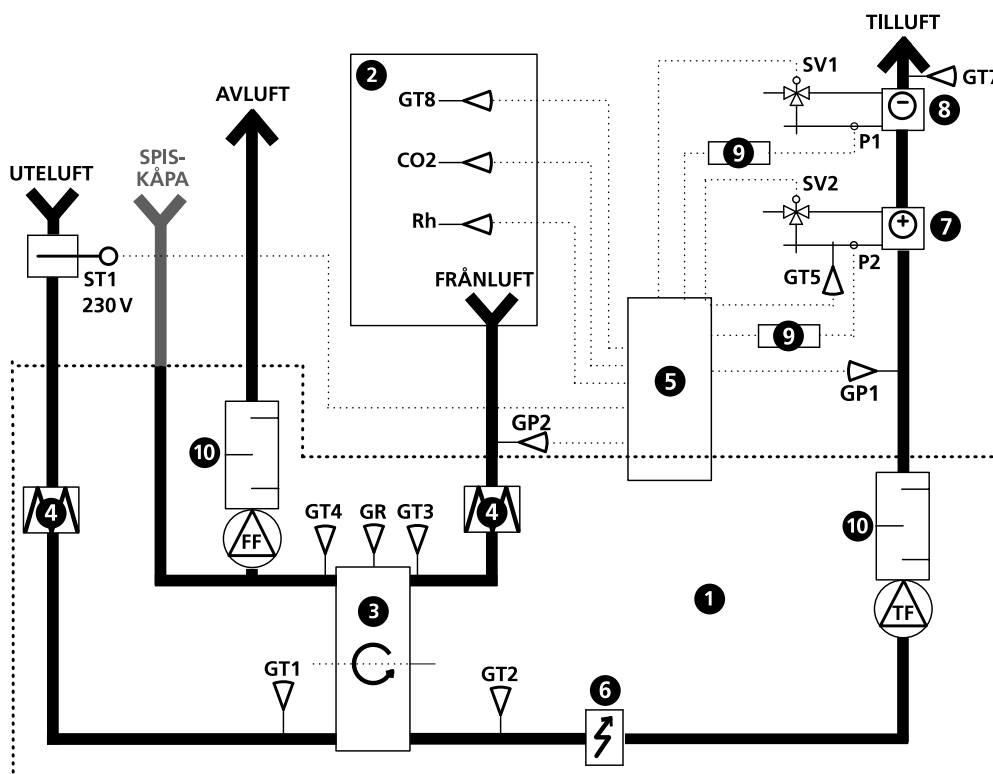 TILLUFT
SV1
GT7
2
GT8
AVLUFT
−
8
P1
SPIS-
KÅPA
CO2
9
UTELUFT
SV2
Rh
+
7
P2
ST1
230 V
FRÅNLUFT
GT5
9
5
GP1
GP2
10
4
4
GT4
GR
GT3
10
FF
3
1
TF
GT1
GT2
6